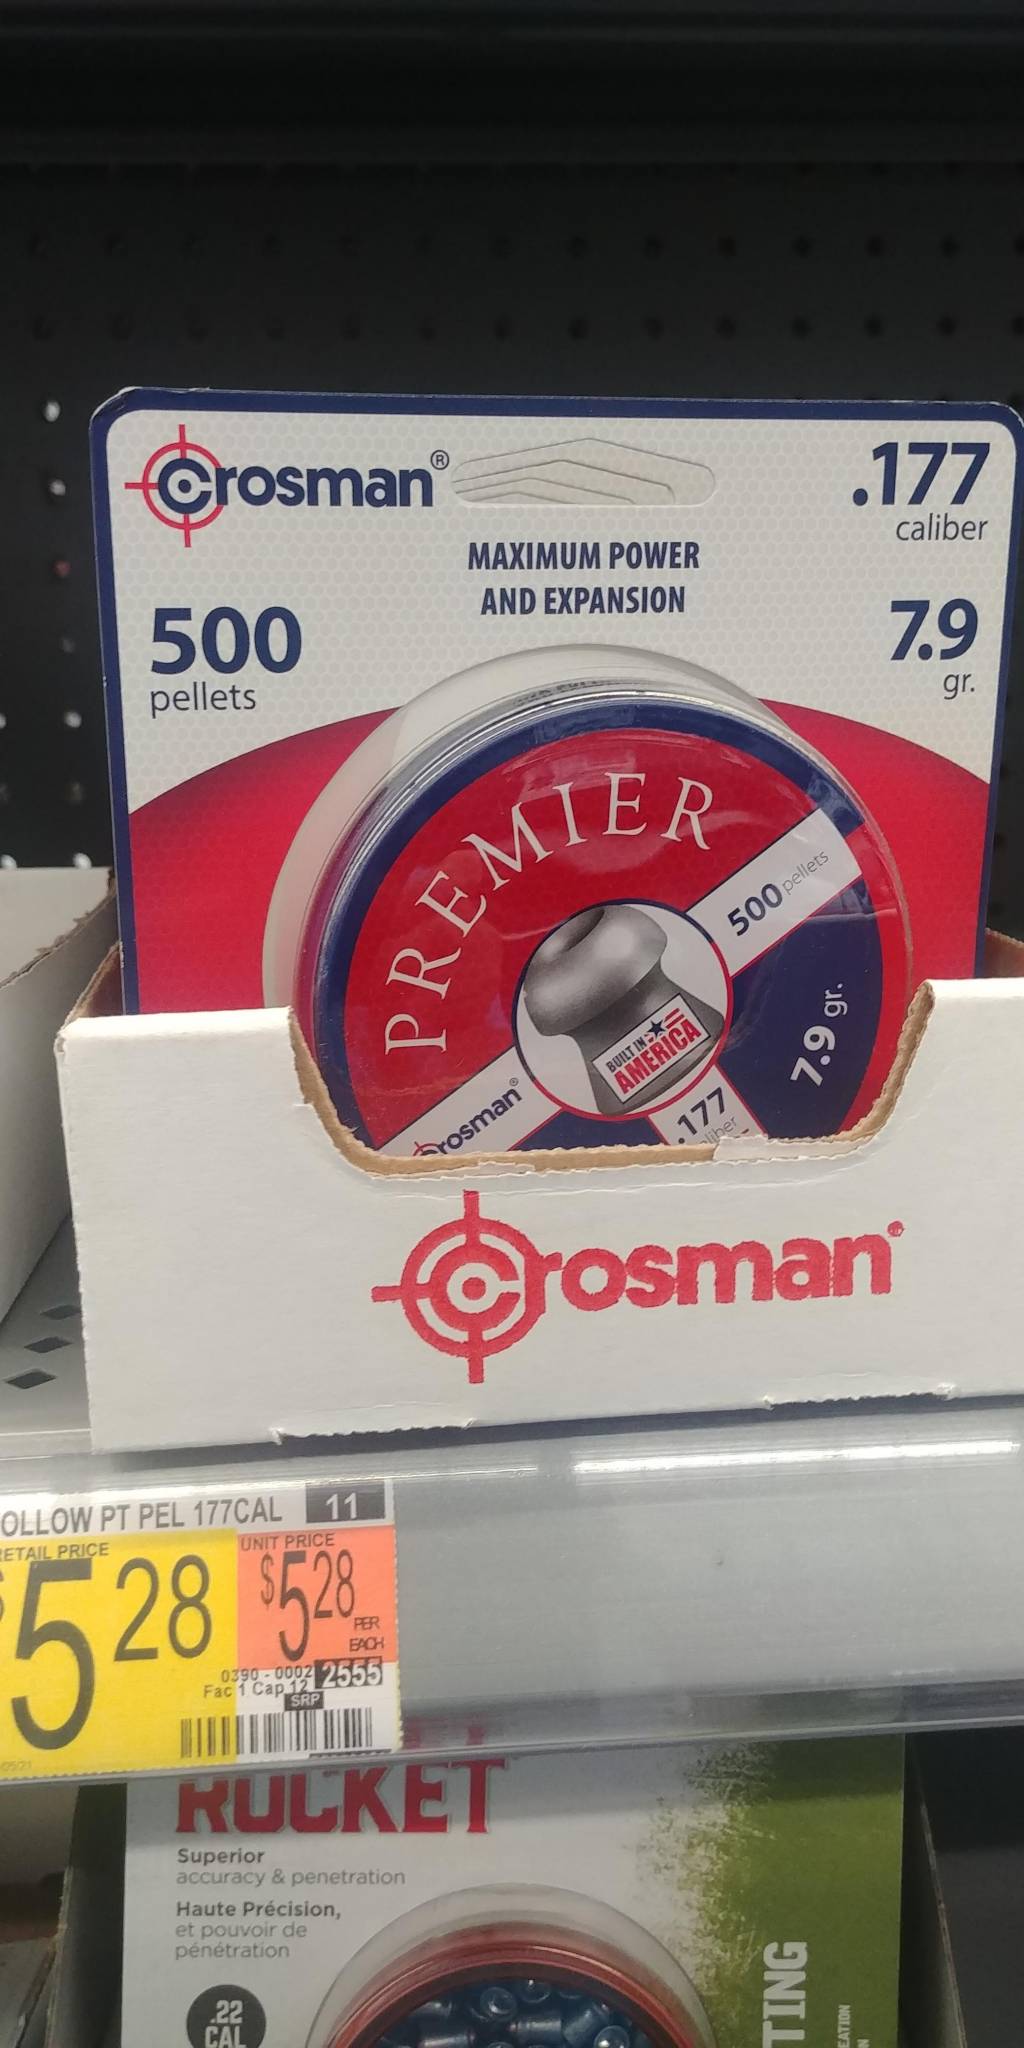 Crosman®
.177
caliber
MAXIMUM POWER
AND EXPANSION
500
pellets
7.9
gr.
PREMIER
500 pellets
7.9 gr.
BUILT IN
AMERICA
Crosman®
.177
Crosman
OLLOW PT PEL 177CAL 11
RETAIL PRICE
$5 28
UNIT PRICE
$5 28
PER
EACH
0390 - 0002 2555
Fac 1 Cap 12
SRP
05/21
ROCKET
Superior
accuracy & penetration
Haute Précision,
et pouvoir de
pénétration
.22
CAL
TING
EATION
N